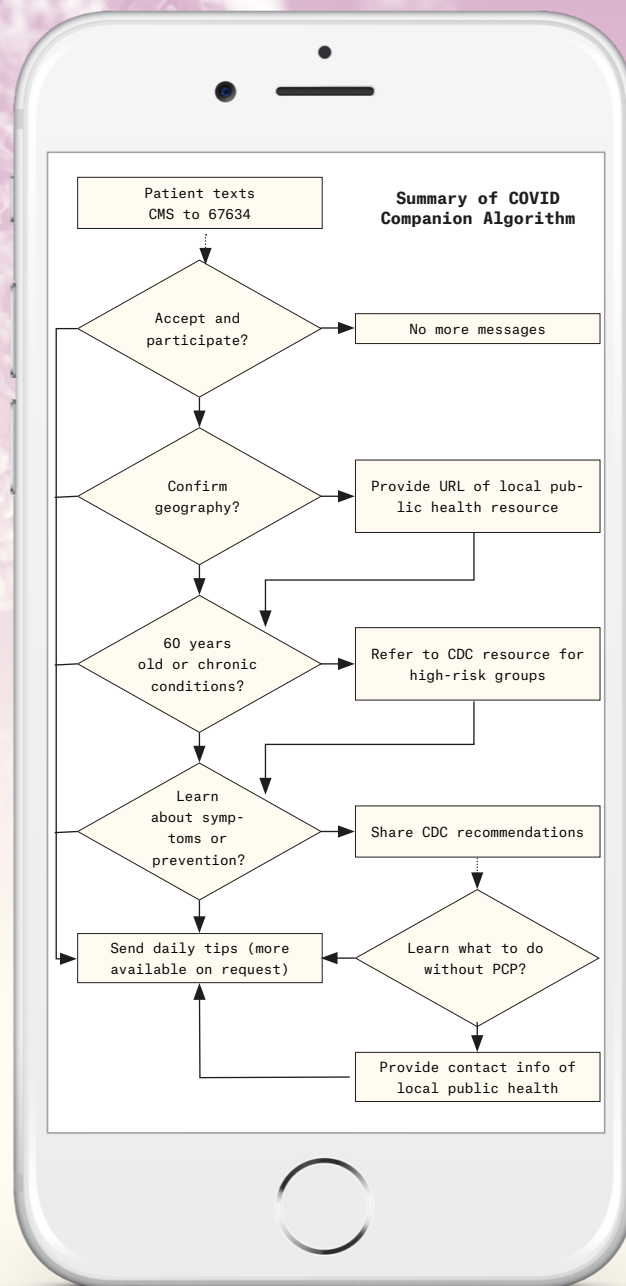 Patient texts
CMS to 67634
Summary of COVID
Companion Algorithm
Accept and
participate?
No more messages
Confirm
geography?
Provide URL of local pub-
lic health resource
60 years
old or chronic
conditions?
Refer to CDC resource for
high-risk groups
Learn
about symp-
toms or
prevention?
Share CDC recommendations
Send daily tips (more
available on request)
Learn what to do
without PCP?
Provide contact info of
local public health